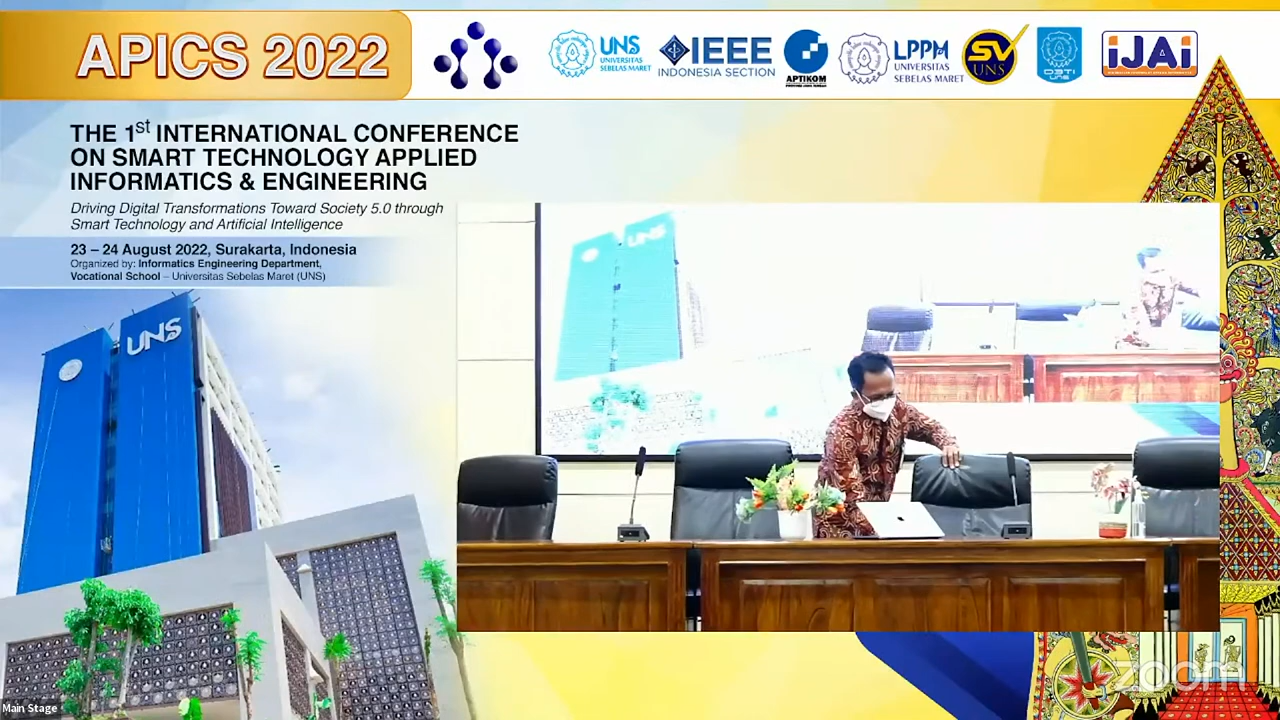 APICS 2022
UNS
UNIVERSITAS
SEBELAS MARET
IEEE
INDONESIA SECTION
APTIKOM
LPPM
UNIVERSITAS
SEBELAS MARET
SV
UNS
D3TI
UNS
iJAi
THE 1st INTERNATIONAL CONFERENCE
ON SMART TECHNOLOGY APPLIED
INFORMATICS & ENGINEERING
Driving Digital Transformations Toward Society 5.0 through
Smart Technology and Artificial Intelligence
23 – 24 August 2022, Surakarta, Indonesia
Organized by: Informatics Engineering Department,
Vocational School – Universitas Sebelas Maret (UNS)
UNS
UNS
zoom
Main Stage